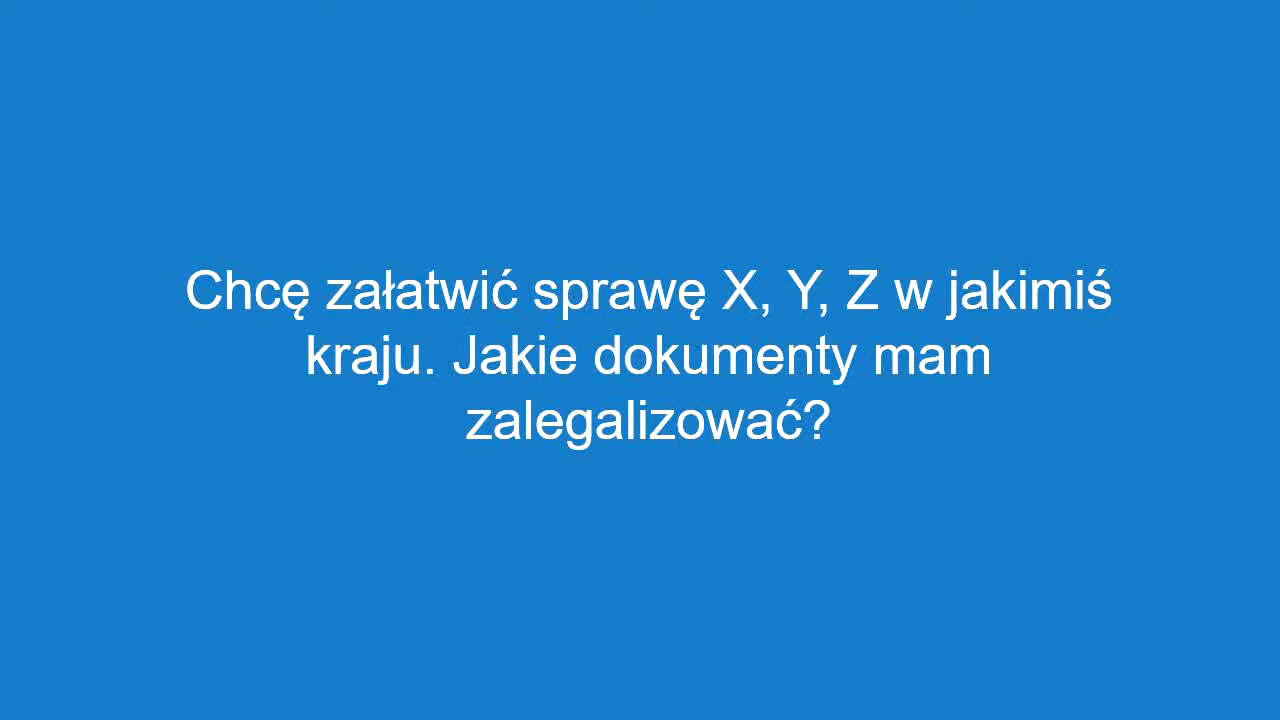 Chcę załatwić sprawę X, Y, Z w jakimiś
kraju. Jakie dokumenty mam
zalegalizować?